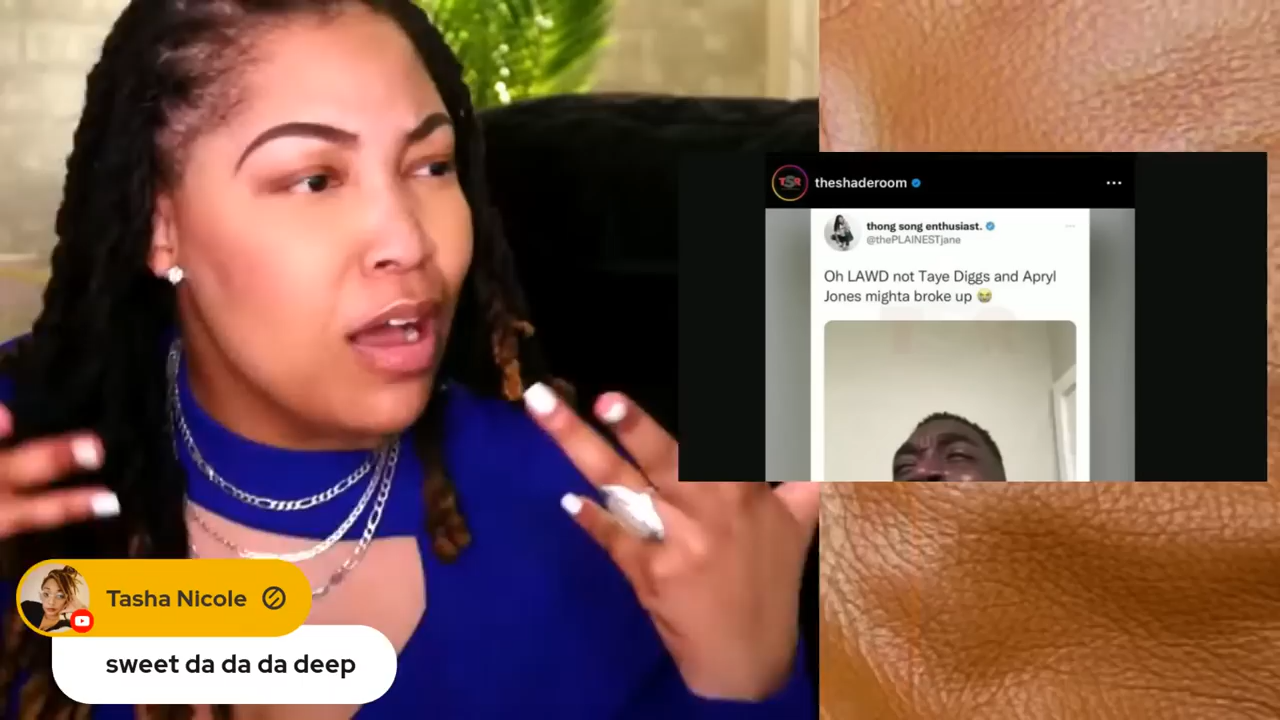 TSR
theshaderoom
thong song enthusiast.
@thePLAINESTjane
Oh LAWD not Taye Diggs and Apryl
Jones mighta broke up 😭
Tasha Nicole
sweet da da da deep